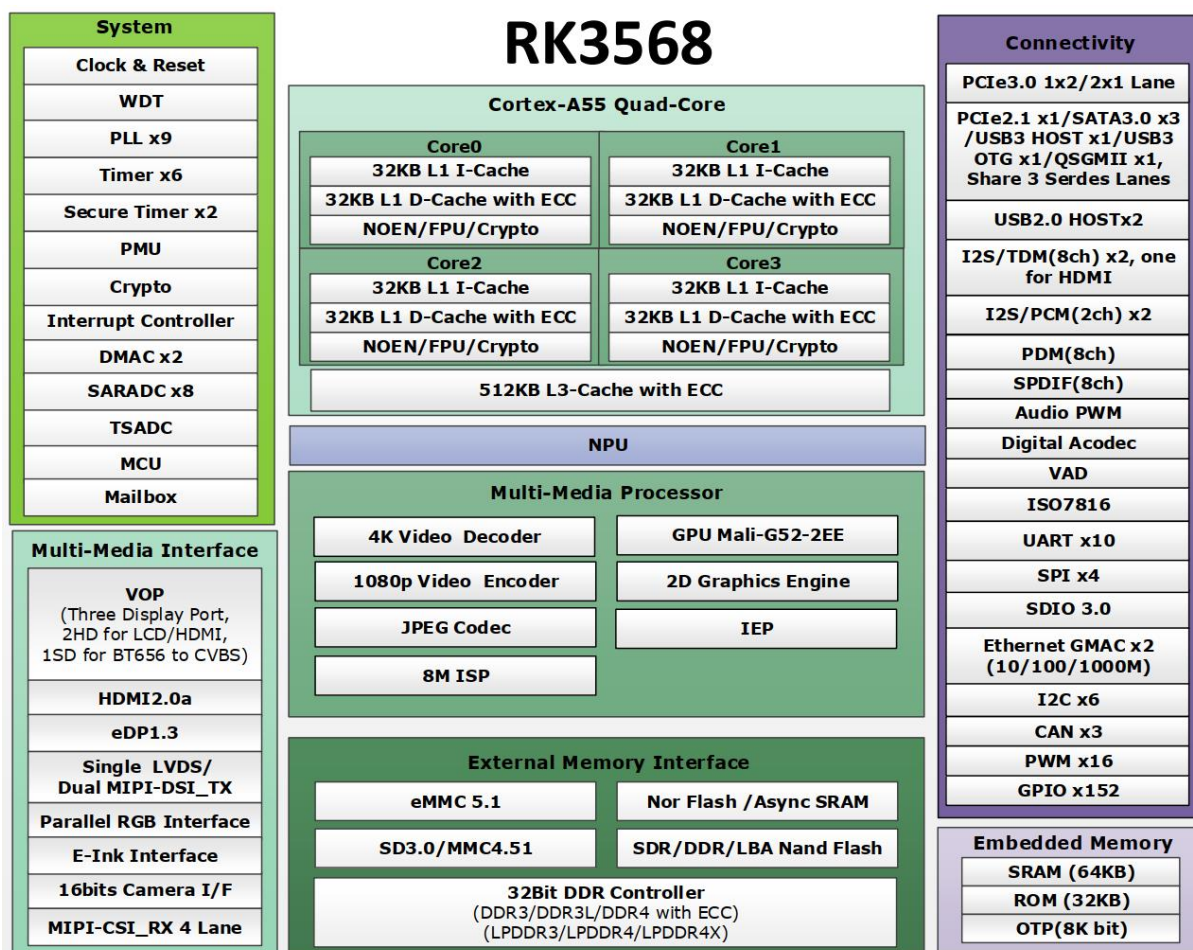 RK3568
System
Clock & Reset
WDT
PLL x9
Timer x6
Secure Timer x2
PMU
Crypto
Interrupt Controller
DMAC x2
SARADC x8
TSADC
MCU
Mailbox
Multi-Media Interface
VOP
(Three Display Port,
2HD for LCD/HDMI,
1SD for BT656 to CVBS)
HDMI2.0a
eDP1.3
Single LVDS/
Dual MIPI-DSI_TX
Parallel RGB Interface
E-Ink Interface
16bits Camera I/F
MIPI-CSI_RX 4 Lane
Cortex-A55 Quad-Core
Core0
32KB L1 I-Cache
32KB L1 D-Cache with ECC
NOEN/FPU/Crypto
Core1
32KB L1 I-Cache
32KB L1 D-Cache with ECC
NOEN/FPU/Crypto
Core2
32KB L1 I-Cache
32KB L1 D-Cache with ECC
NOEN/FPU/Crypto
Core3
32KB L1 I-Cache
32KB L1 D-Cache with ECC
NOEN/FPU/Crypto
512KB L3-Cache with ECC
NPU
Multi-Media Processor
4K Video Decoder
1080p Video Encoder
JPEG Codec
8M ISP
GPU Mali-G52-2EE
2D Graphics Engine
IEP
External Memory Interface
eMMC 5.1
Nor Flash /Async SRAM
SD3.0/MMC4.51
SDR/DDR/LBA Nand Flash
32Bit DDR Controller
(DDR3/DDR3L/DDR4 with ECC)
(LPDDR3/LPDDR4/LPDDR4X)
Connectivity
PCIe3.0 1x2/2x1 Lane
PCIe2.1 x1/SATA3.0 x3
/USB3 HOST x1/USB3
OTG x1/QSGMII x1,
Share 3 Serdes Lanes
USB2.0 HOSTx2
I2S/TDM(8ch) x2, one
for HDMI
I2S/PCM(2ch) x2
PDM(8ch)
SPDIF(8ch)
Audio PWM
Digital Acodec
VAD
ISO7816
UART x10
SPI x4
SDIO 3.0
Ethernet GMAC x2
(10/100/1000M)
I2C x6
CAN x3
PWM x16
GPIO x152
Embedded Memory
SRAM (64KB)
ROM (32KB)
OTP(8K bit)